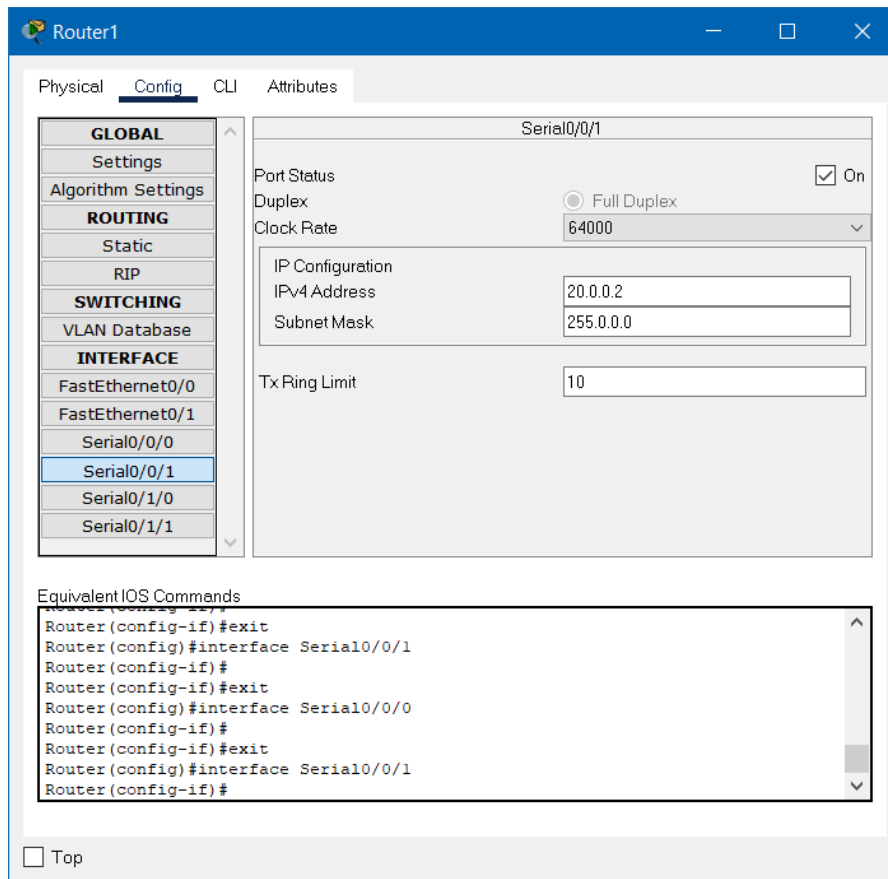 Router1
Physical Config CLI Attributes
GLOBAL
Settings
Algorithm Settings
ROUTING
Static
RIP
SWITCHING
VLAN Database
INTERFACE
FastEthernet0/0
FastEthernet0/1
Serial0/0/0
Serial0/0/1
Serial0/1/0
Serial0/1/1
Serial0/0/1
Port Status On
Duplex Full Duplex
Clock Rate 64000
IP Configuration
IPv4 Address 20.0.0.2
Subnet Mask 255.0.0.0
Tx Ring Limit 10
Equivalent IOS Commands
Router(config-if)#
Router(config-if)#exit
Router(config)#interface Serial0/0/1
Router(config-if)#
Router(config-if)#exit
Router(config)#interface Serial0/0/0
Router(config-if)#
Router(config-if)#exit
Router(config)#interface Serial0/0/1
Router(config-if)#
Top